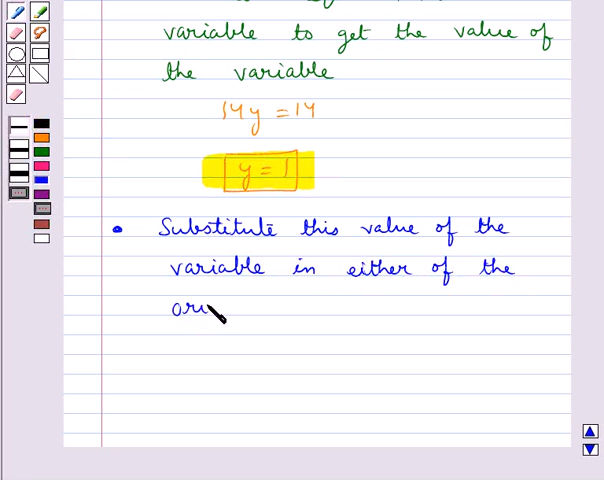 variable to get the value of
the variable
14y = 14
y = 1
• Substitute this value of the
variable in either of the
ori